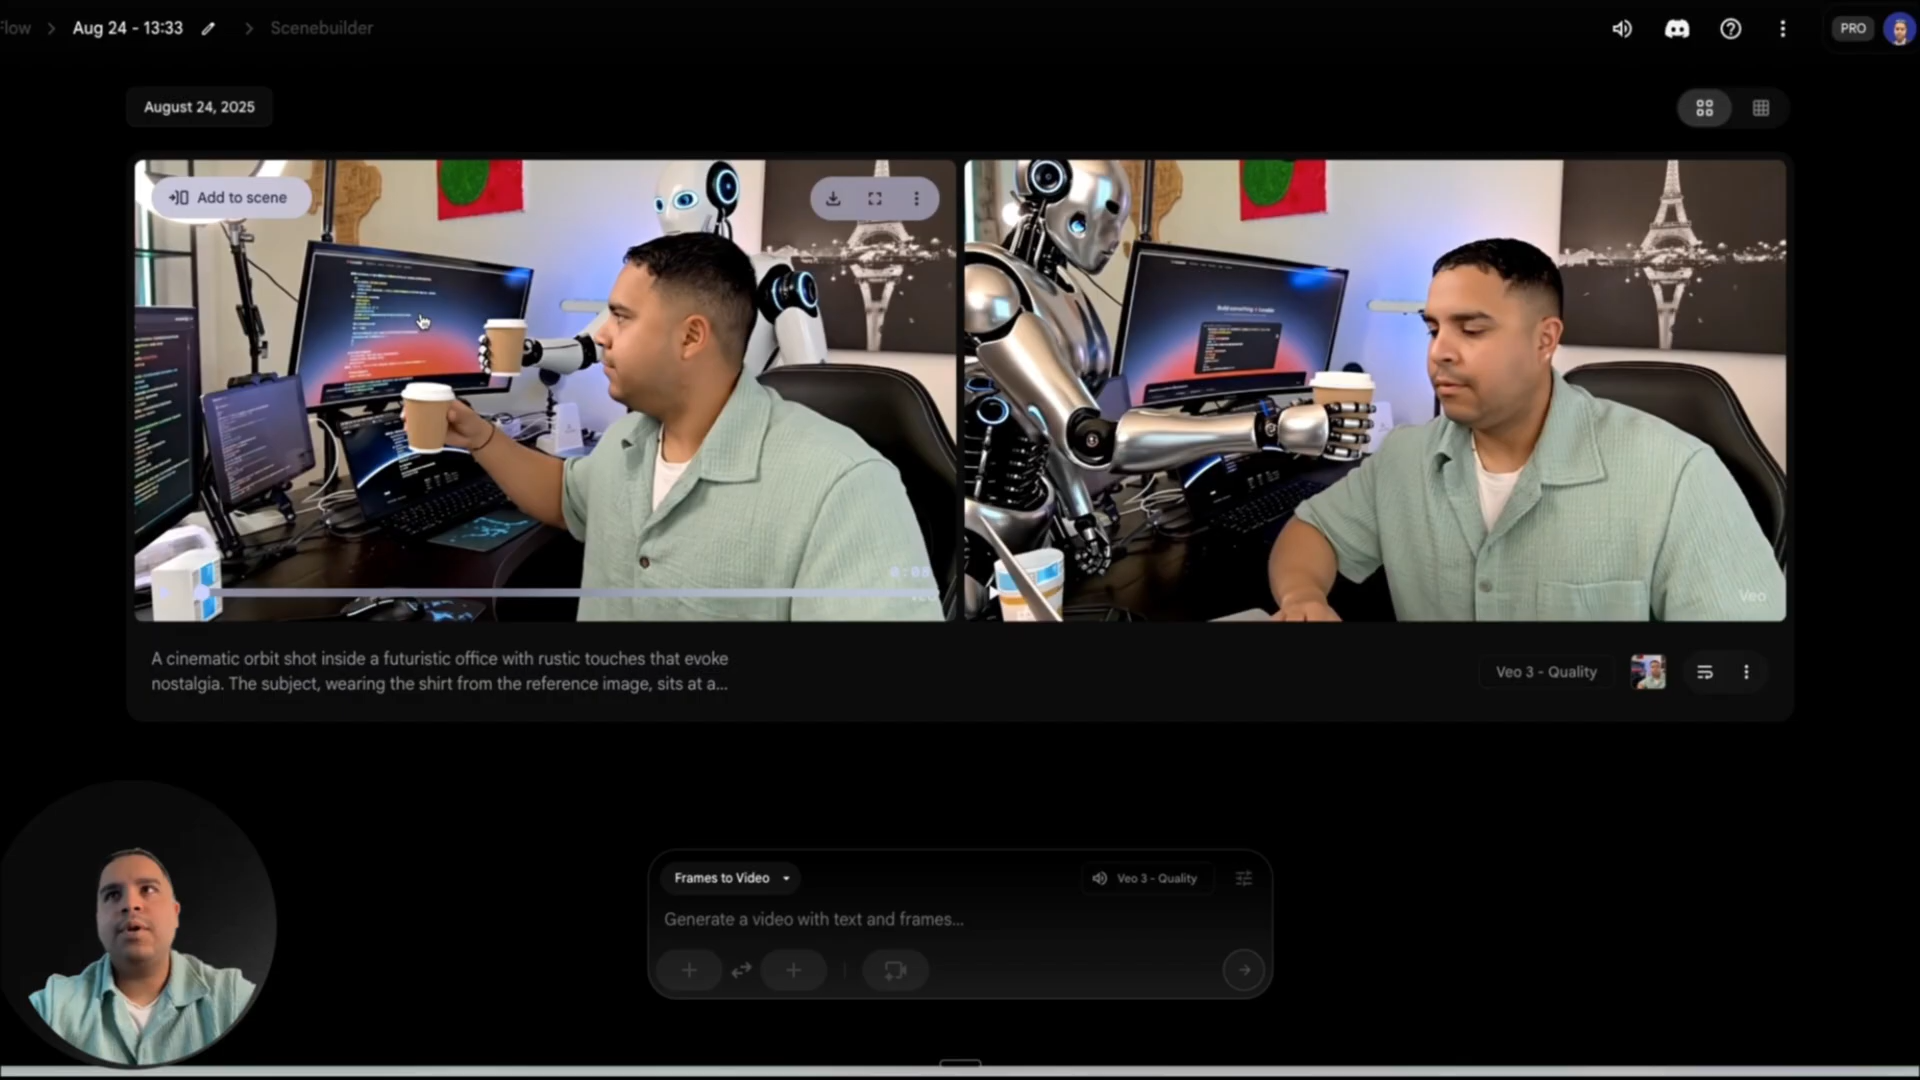 Flow
Aug 24 - 13:33
Scenebuilder
PRO
August 24, 2025
Add to scene
0:08
Veo
A cinematic orbit shot inside a futuristic office with rustic touches that evoke
nostalgia. The subject, wearing the shirt from the reference image, sits at a...
Veo 3 - Quality
Frames to Video
Veo 3 - Quality
Generate a video with text and frames...